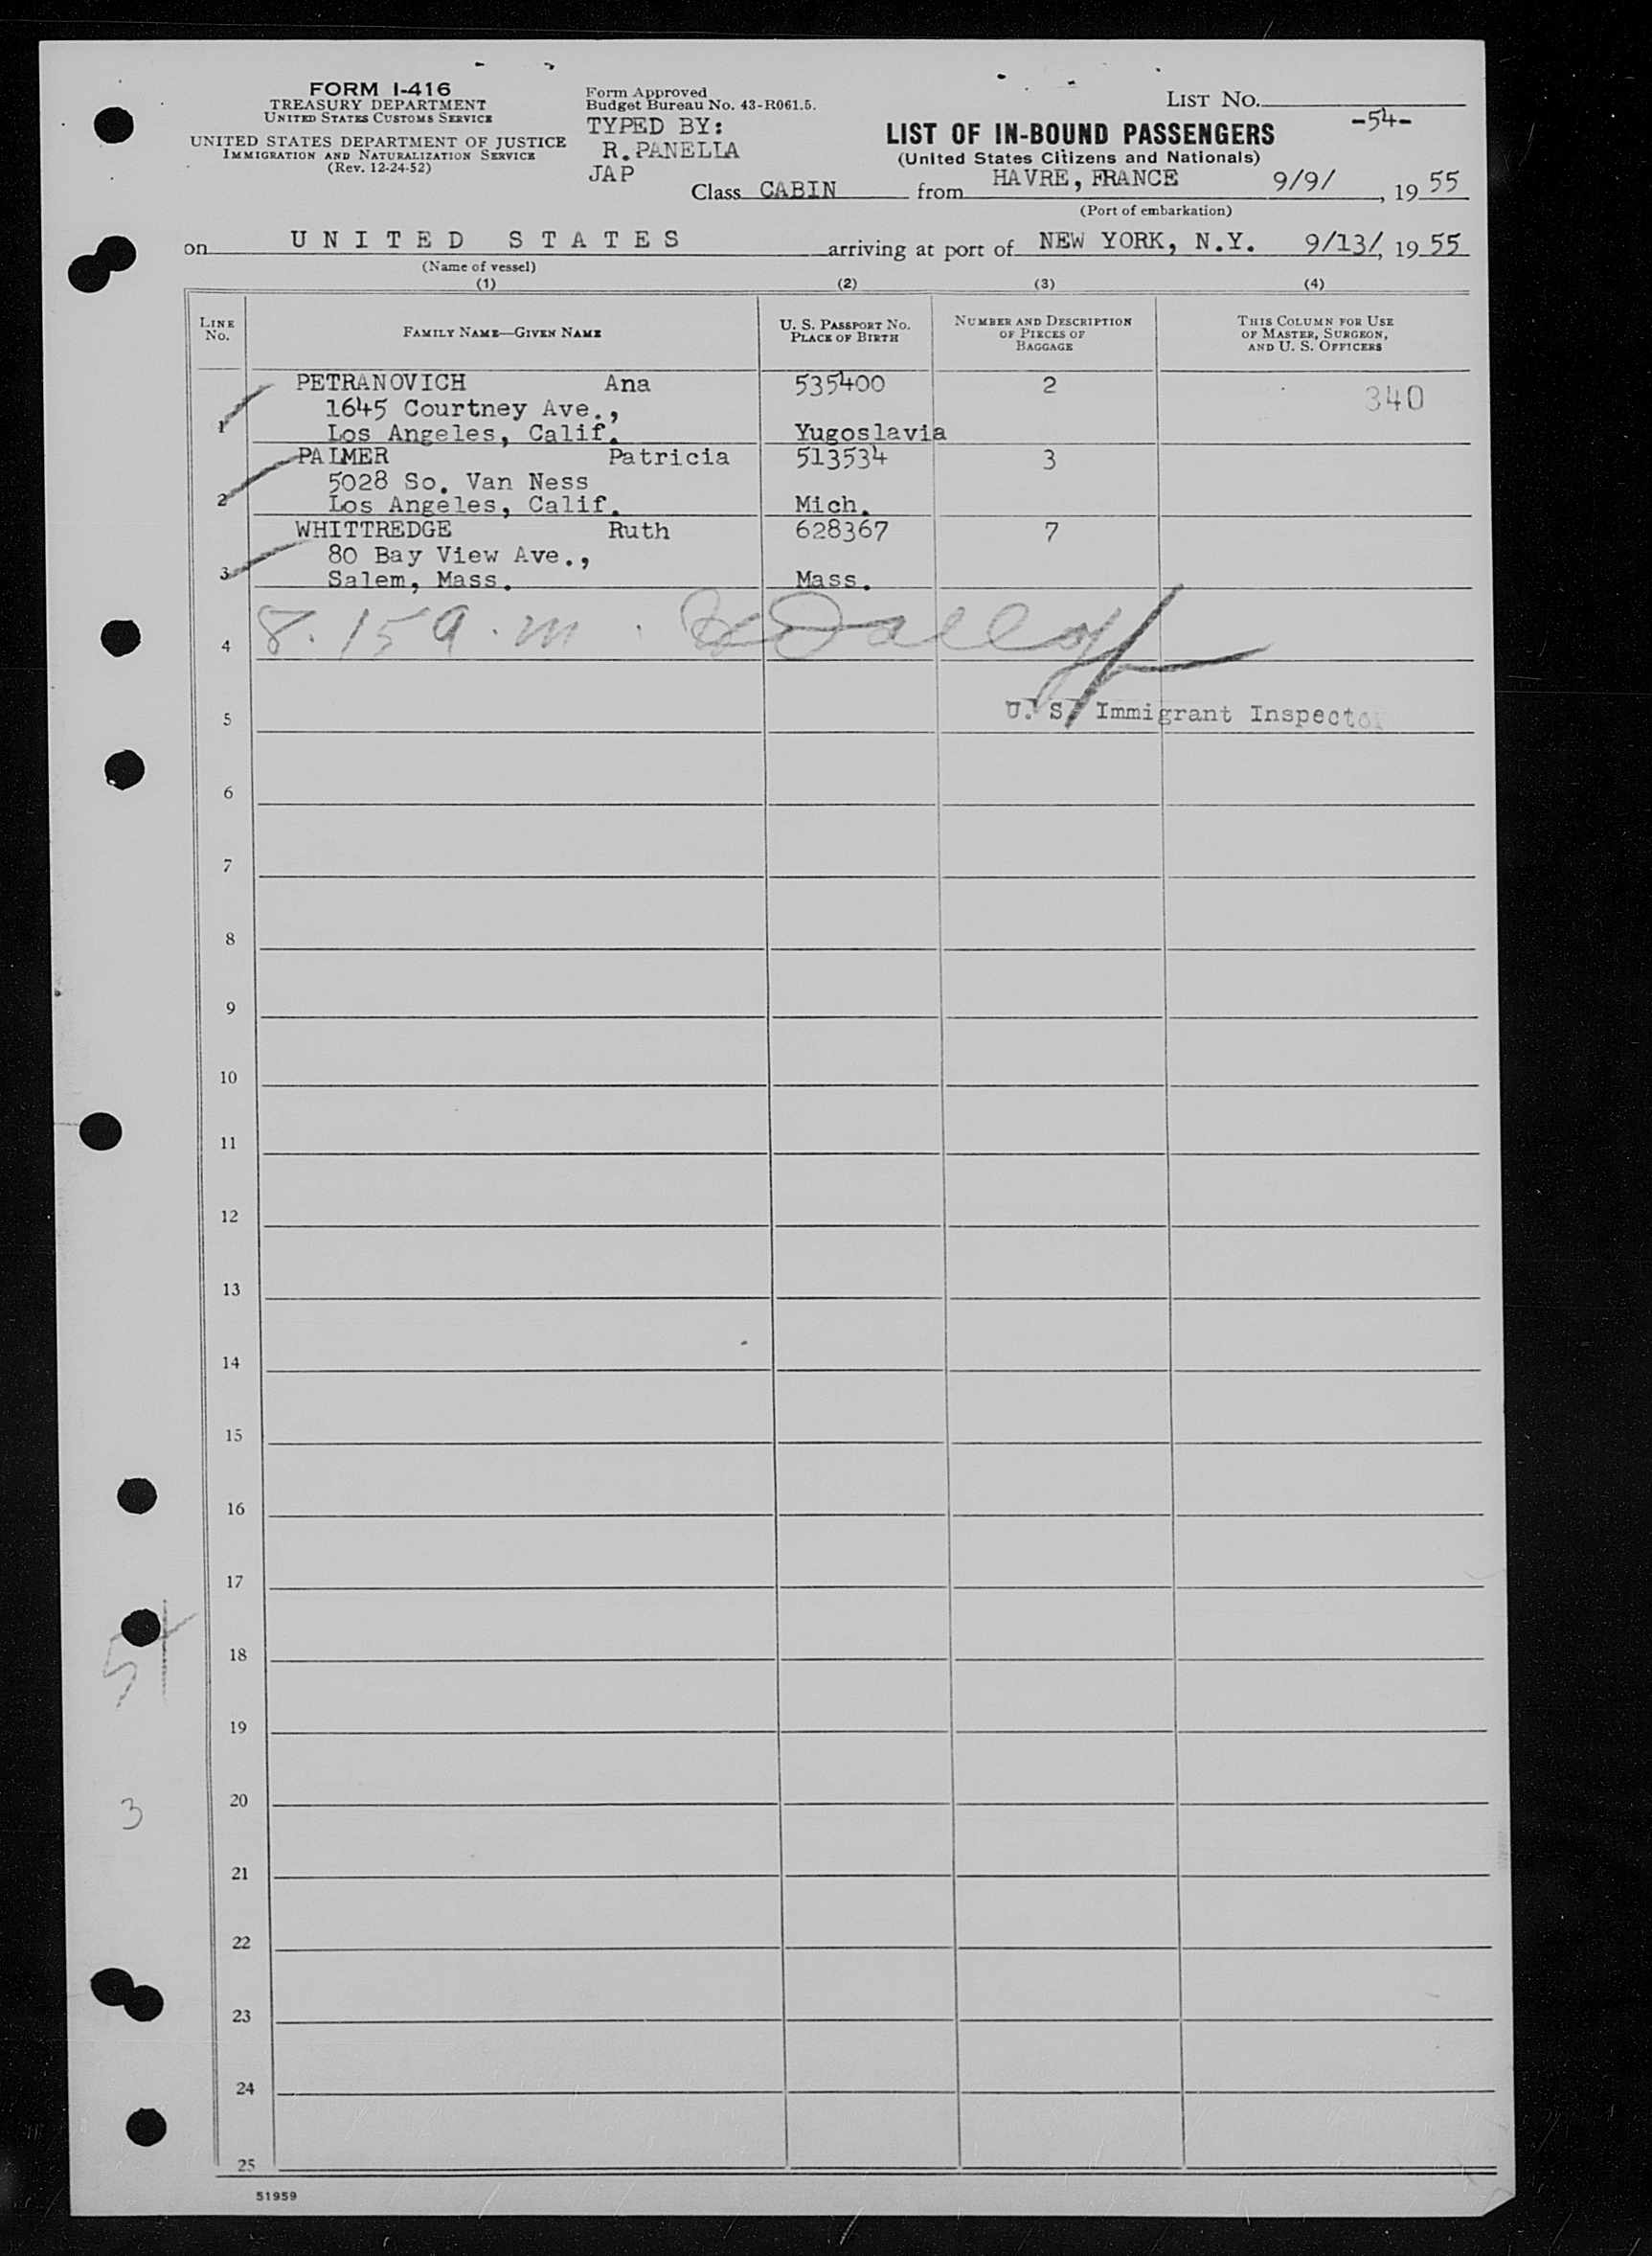 FORM I-416
TREASURY DEPARTMENT
UNITED STATES CUSTOMS SERVICE
UNITED STATES DEPARTMENT OF JUSTICE
IMMIGRATION AND NATURALIZATION SERVICE
(Rev. 12-24-52)
Form Approved
Budget Bureau No. 43-R061.5.
TYPED BY:
R.PANELLA
JAP
LIST NO.
-54-
LIST OF IN-BOUND PASSENGERS
(United States Citizens and Nationals)
Class CABIN from HAVRE, FRANCE 9/9/, 1955
(Port of embarkation)
on UNITED STATES arriving at port of NEW YORK, N.Y. 9/13/, 1955
(Name of vessel)
(1) (2) (3) (4)
LINE NO. FAMILY NAME—GIVEN NAME U. S. PASSPORT NO. PLACE OF BIRTH NUMBER AND DESCRIPTION OF PIECES OF BAGGAGE THIS COLUMN FOR USE OF MASTER, SURGEON, AND U. S. OFFICERS
PETRANOVICH Ana 535400 2 340
1645 Courtney Ave.,
1 Los Angeles, Calif. Yugoslavia
PALMER Patricia 513534 3
5028 So. Van Ness
2 Los Angeles, Calif. Mich.
WHITTREDGE Ruth 628367 7
80 Bay View Ave.,
3 Salem, Mass. Mass.
8.15 a.m.
4
U. S. Immigrant Inspector
5
6
7
8
9
10
11
12
13
14
15
16
17
54
18
19
3
20
21
22
23
24
25
51959